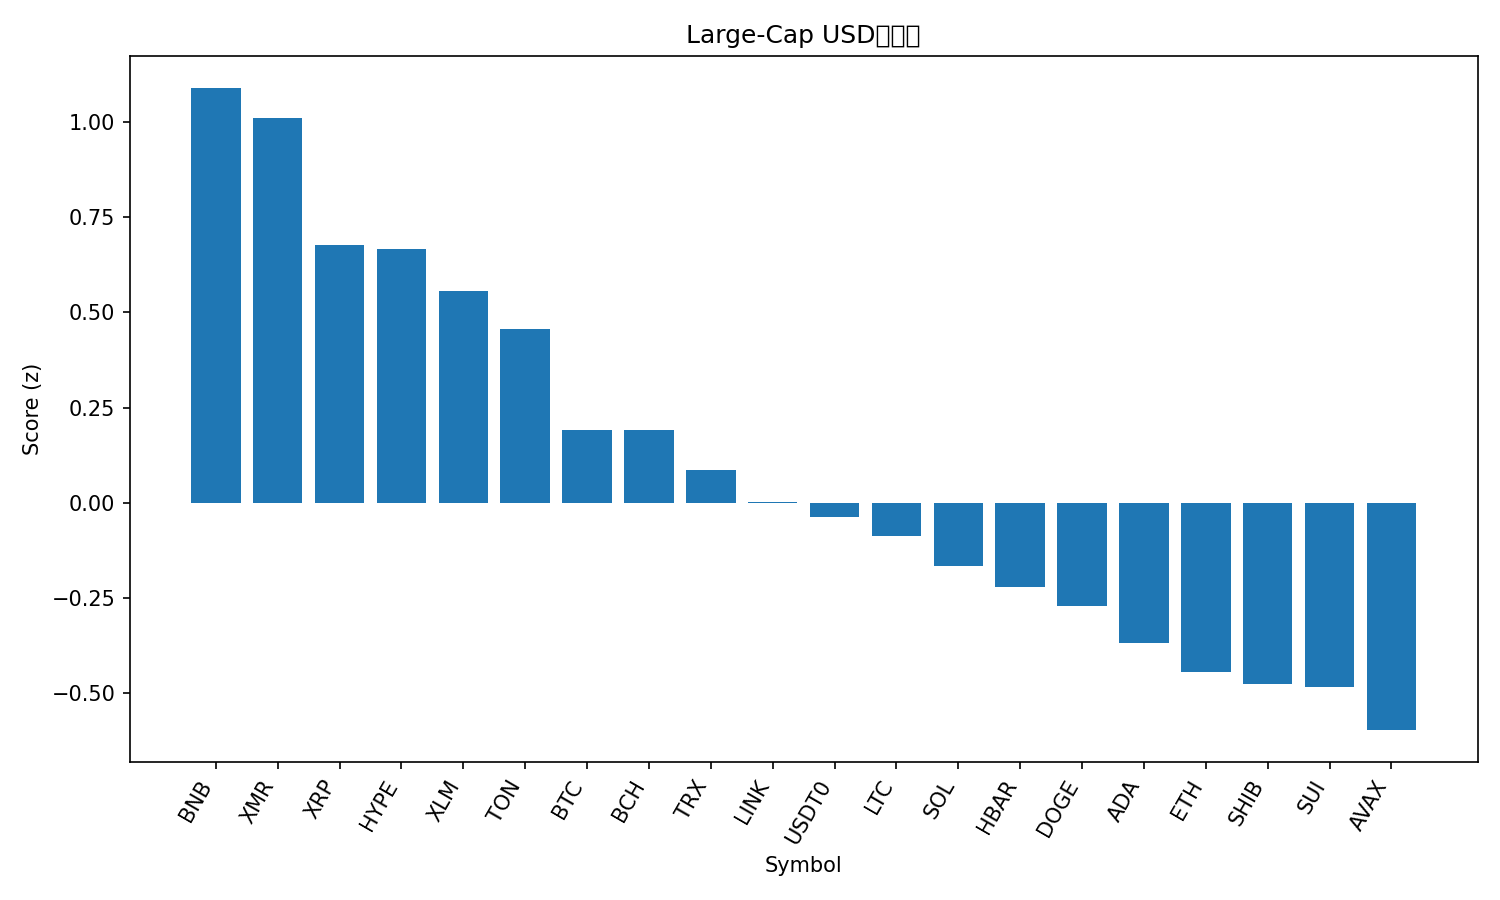 Large-Cap USD
1.00
0.75
0.50
0.25
0.00
−0.25
−0.50
Score (z)
BNB
XMR
XRP
HYPE
XLM
TON
BTC
BCH
TRX
LINK
USDT0
LTC
SOL
HBAR
DOGE
ADA
ETH
SHIB
SUI
AVAX
Symbol